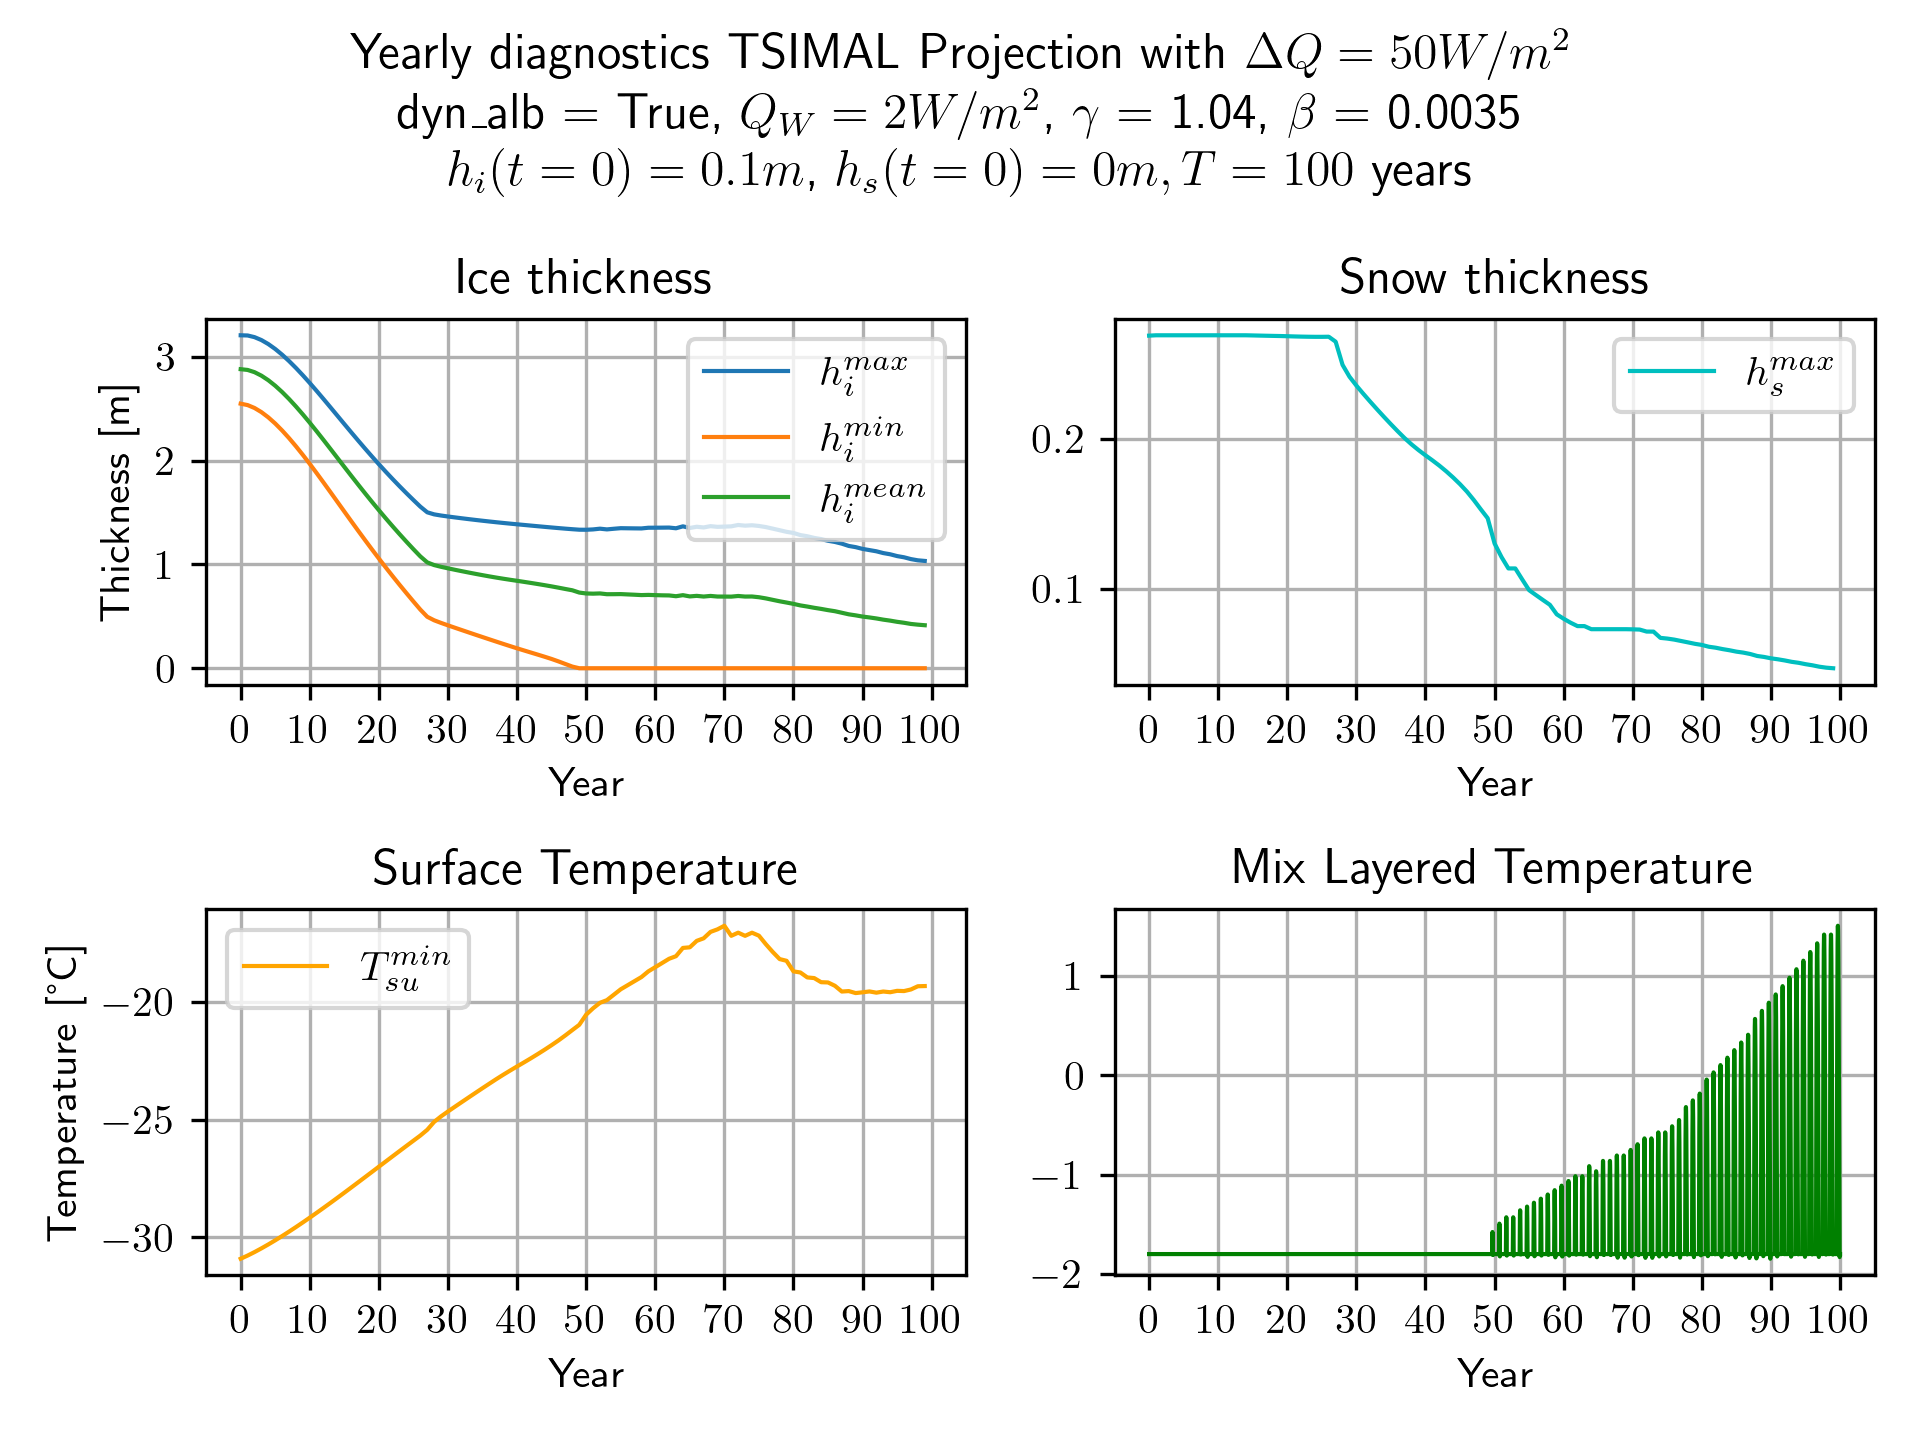 Yearly diagnostics TSIMAL Projection with ΔQ = 50W/m²
dyn_alb = True, Q_W = 2W/m², γ = 1.04, β = 0.0035
h_i(t = 0) = 0.1m, h_s(t = 0) = 0m, T = 100 years
Ice thickness
Thickness [m]
3
2
1
0
h_i^max
h_i^min
h_i^mean
0 10 20 30 40 50 60 70 80 90 100
Year
Snow thickness
0.2
0.1
h_s^max
0 10 20 30 40 50 60 70 80 90 100
Year
Surface Temperature
Temperature [°C]
−20
−25
−30
T_su^min
0 10 20 30 40 50 60 70 80 90 100
Year
Mix Layered Temperature
1
0
−1
−2
0 10 20 30 40 50 60 70 80 90 100
Year